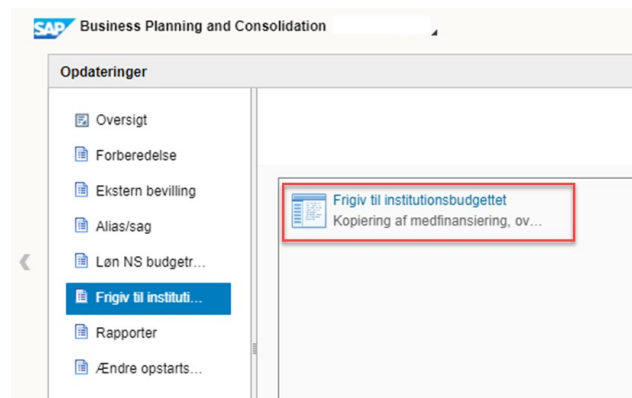 SAP Business Planning and Consolidation
Opdateringer
Oversigt
Forberedelse
Ekstern bevilling
Alias/sag
Løn NS budgetr...
Frigiv til instituti...
Rapporter
Ændre opstarts...
Frigiv til institutionsbudgettet
Kopiering af medfinansiering, ov...